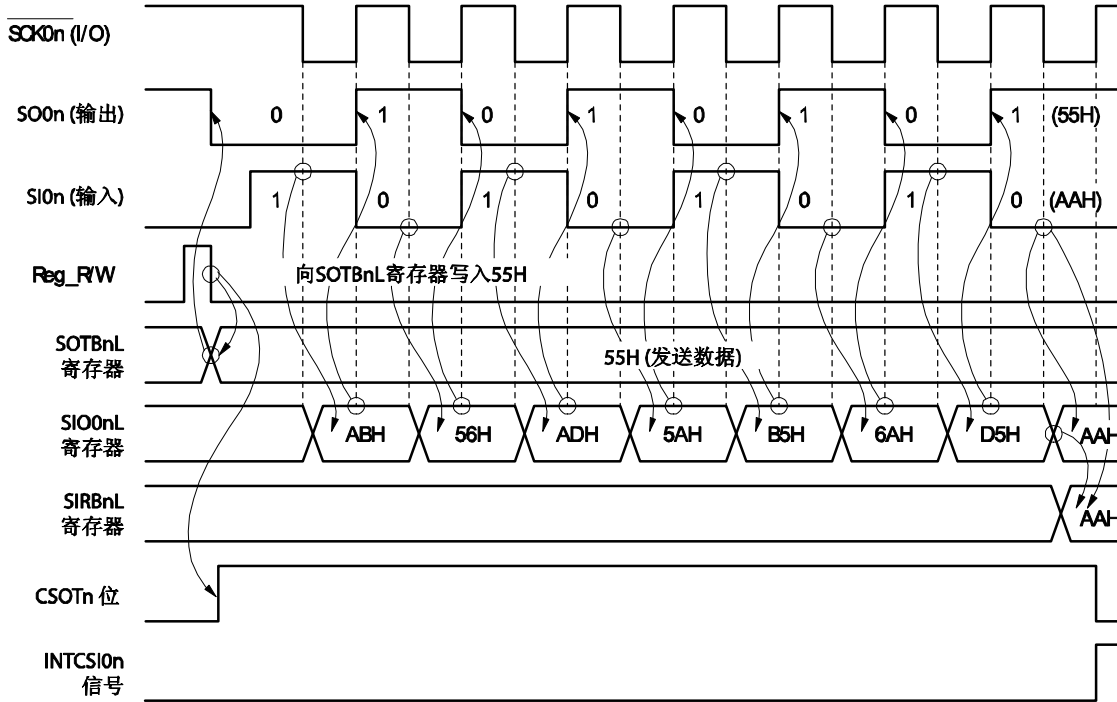 SCK0n (I/O)
SO0n (输出) 0 1 0 1 0 1 0 1 (55H)
SI0n (输入) 1 0 1 0 1 0 1 0 (AAH)
Reg_R/W 向SOTBnL寄存器写入55H
SOTBnL
寄存器
55H (发送数据)
SIO0nL
寄存器
ABH 56H ADH 5AH B5H 6AH D5H AAH
SIRBnL
寄存器
AAH
CSOTn 位
INTCSI0n
信号